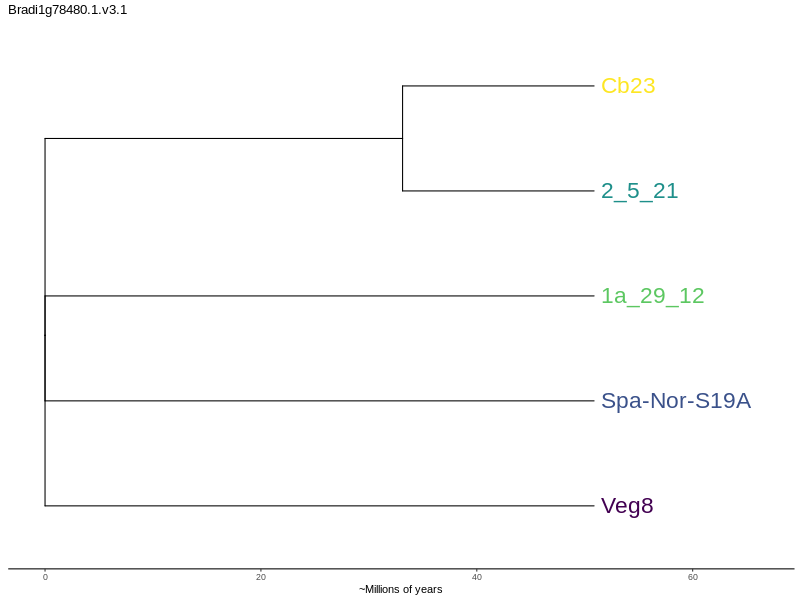 Bradi1g78480.1.v3.1
Cb23
2_5_21
1a_29_12
Spa-Nor-S19A
Veg8
0 20 40 60
~Millions of years